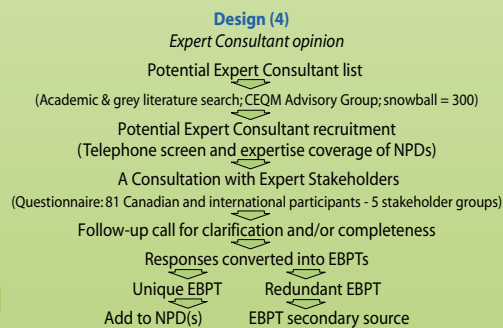 Design (4)
Expert Consultant opinion
Potential Expert Consultant list
(Academic & grey literature search; CEQM Advisory Group; snowball = 300)
Potential Expert Consultant recruitment
(Telephone screen and expertise coverage of NPDs)
A Consultation with Expert Stakeholders
(Questionnaire: 81 Canadian and international participants - 5 stakeholder groups)
Follow-up call for clarification and/or completeness
Responses converted into EBPTs
Unique EBPT Redundant EBPT
Add to NPD(s) EBPT secondary source